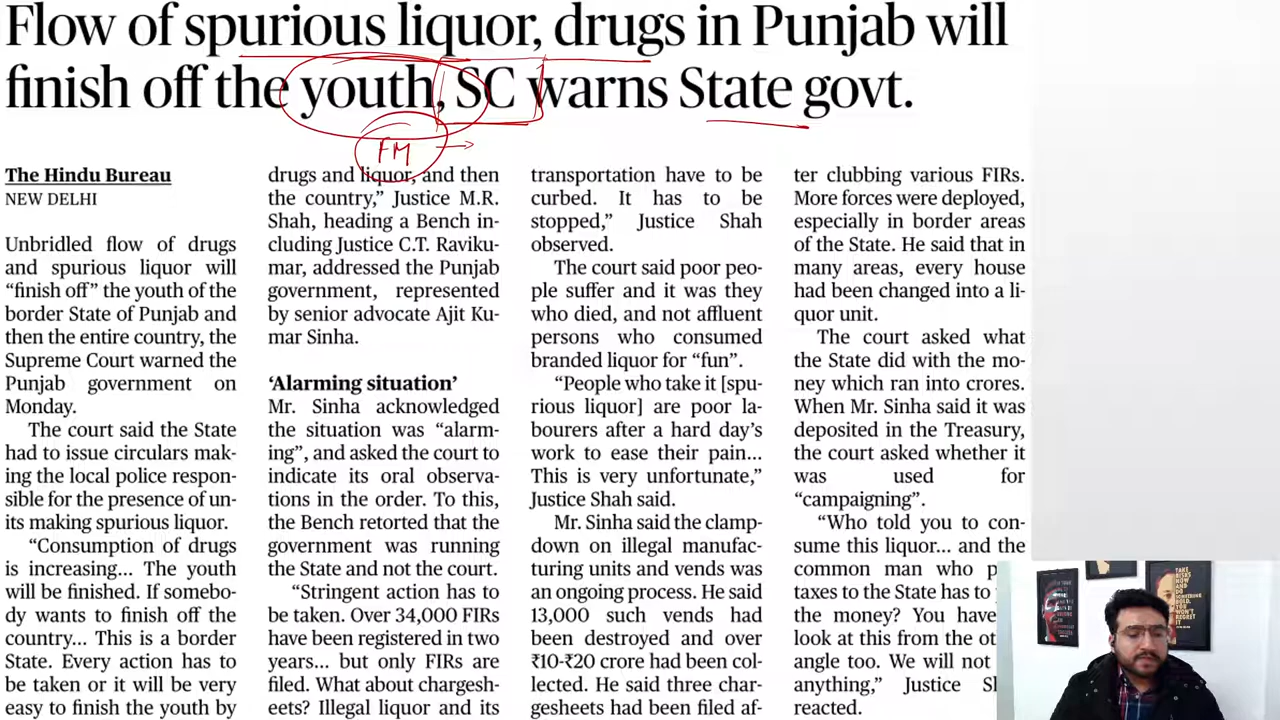 Flow of spurious liquor, drugs in Punjab will
finish off the youth, SC warns State govt.
FM
The Hindu Bureau
NEW DELHI
Unbridled flow of drugs
and spurious liquor will
“finish off” the youth of the
border State of Punjab and
then the entire country, the
Supreme Court warned the
Punjab government on
Monday.
The court said the State
had to issue circulars mak-
ing the local police respon-
sible for the presence of un-
its making spurious liquor.
“Consumption of drugs
is increasing... The youth
will be finished. If somebo-
dy wants to finish off the
country... This is a border
State. Every action has to
be taken or it will be very
easy to finish the youth by
drugs and liquor, and then
the country,” Justice M.R.
Shah, heading a Bench in-
cluding Justice C.T. Raviku-
mar, addressed the Punjab
government, represented
by senior advocate Ajit Ku-
mar Sinha.
‘Alarming situation’
Mr. Sinha acknowledged
the situation was “alarm-
ing”, and asked the court to
indicate its oral observa-
tions in the order. To this,
the Bench retorted that the
government was running
the State and not the court.
“Stringent action has to
be taken. Over 34,000 FIRs
have been registered in two
years... but only FIRs are
filed. What about chargesh-
eets? Illegal liquor and its
transportation have to be
curbed. It has to be
stopped,” Justice Shah
observed.
The court said poor peo-
ple suffer and it was they
who died, and not affluent
persons who consumed
branded liquor for “fun”.
“People who take it [spu-
rious liquor] are poor la-
bourers after a hard day’s
work to ease their pain...
This is very unfortunate,”
Justice Shah said.
Mr. Sinha said the clamp-
down on illegal manufac-
turing units and vends was
an ongoing process. He said
13,000 such vends had
been destroyed and over
₹10-₹20 crore had been col-
lected. He said three char-
gesheets had been filed af-
ter clubbing various FIRs.
More forces were deployed,
especially in border areas
of the State. He said that in
many areas, every house
had been changed into a li-
quor unit.
The court asked what
the State did with the mo-
ney which ran into crores.
When Mr. Sinha said it was
deposited in the Treasury,
the court asked whether it
was used for
“campaigning”.
“Who told you to con-
sume this liquor... and the
common man who p
taxes to the State has to
the money? You have
look at this from the ot
angle too. We will not
anything,” Justice Sh
reacted.
TAKE
RISKS
NOW
AND
DO
SOMETHING
BOLD.
YOU
WON'T
REGRET
IT